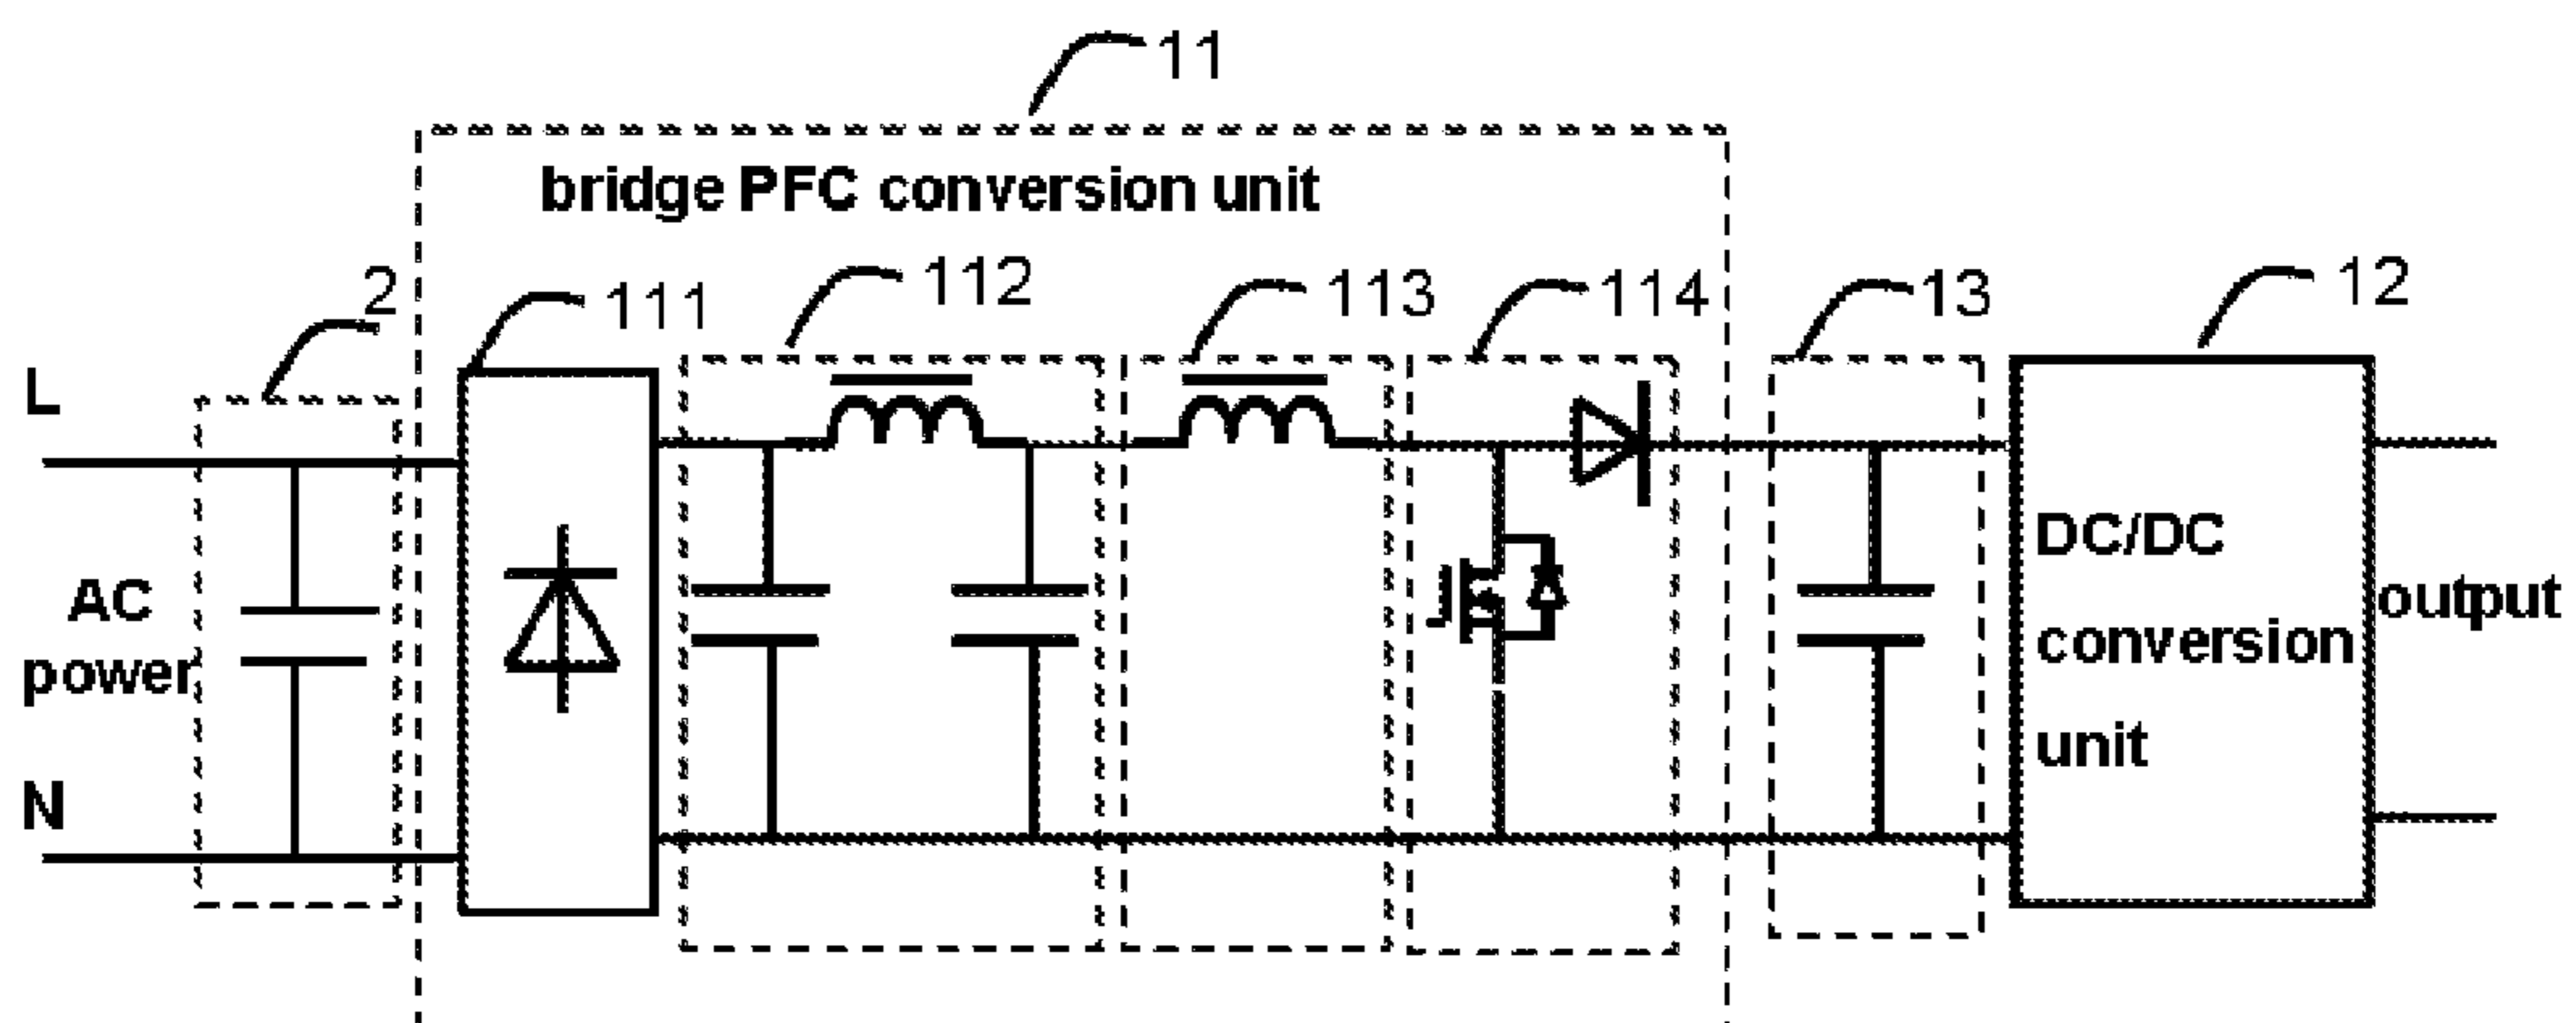 11
bridge PFC conversion unit
2
111
112
113
114
13
12
L
AC
power
N
DC/DC
conversion
unit
output